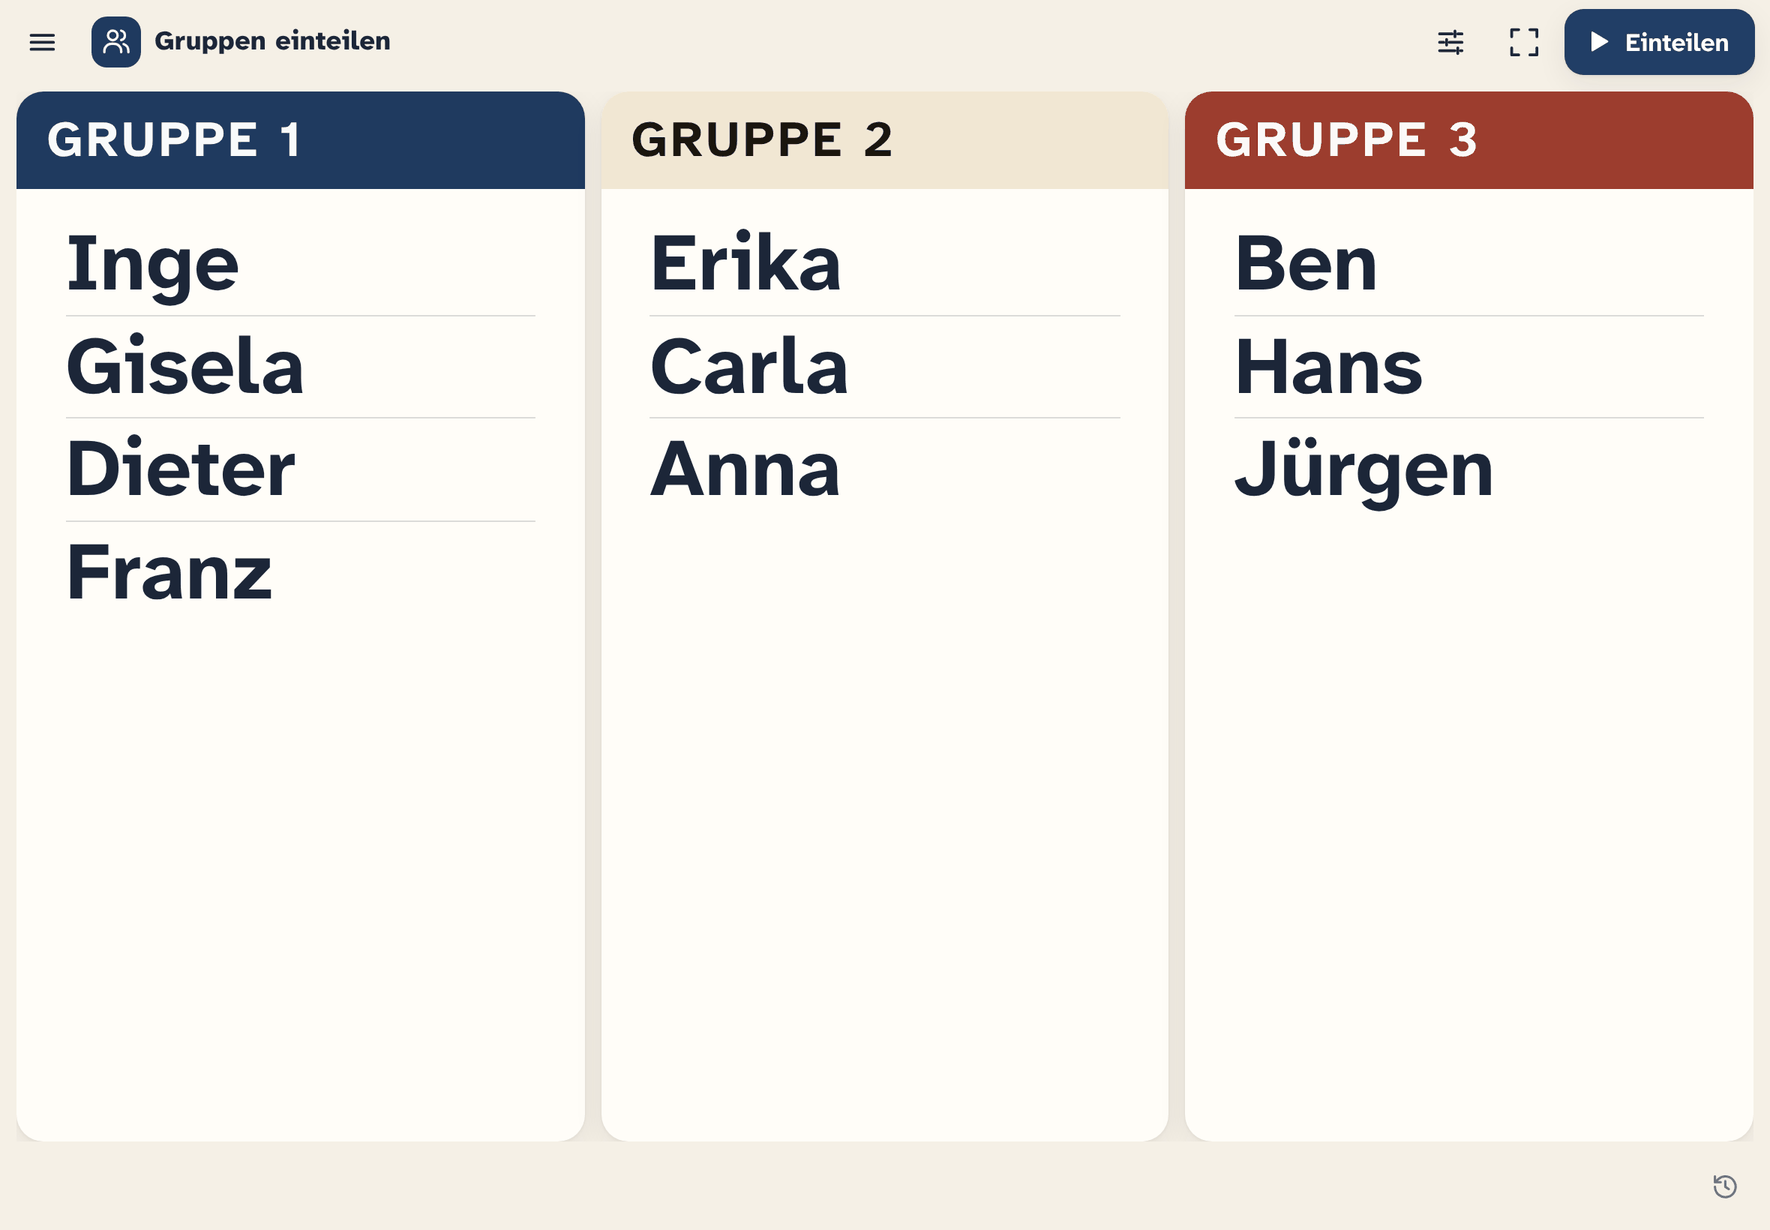 Gruppen einteilen
Einteilen
GRUPPE 1
Inge
Gisela
Dieter
Franz
GRUPPE 2
Erika
Carla
Anna
GRUPPE 3
Ben
Hans
Jürgen